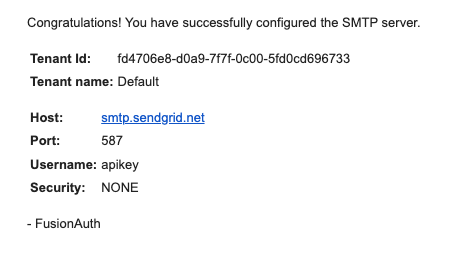 Congratulations! You have successfully configured the SMTP server.
Tenant Id: fd4706e8-d0a9-7f7f-0c00-5fd0cd696733
Tenant name: Default
Host: smtp.sendgrid.net
Port: 587
Username: apikey
Security: NONE
- FusionAuth